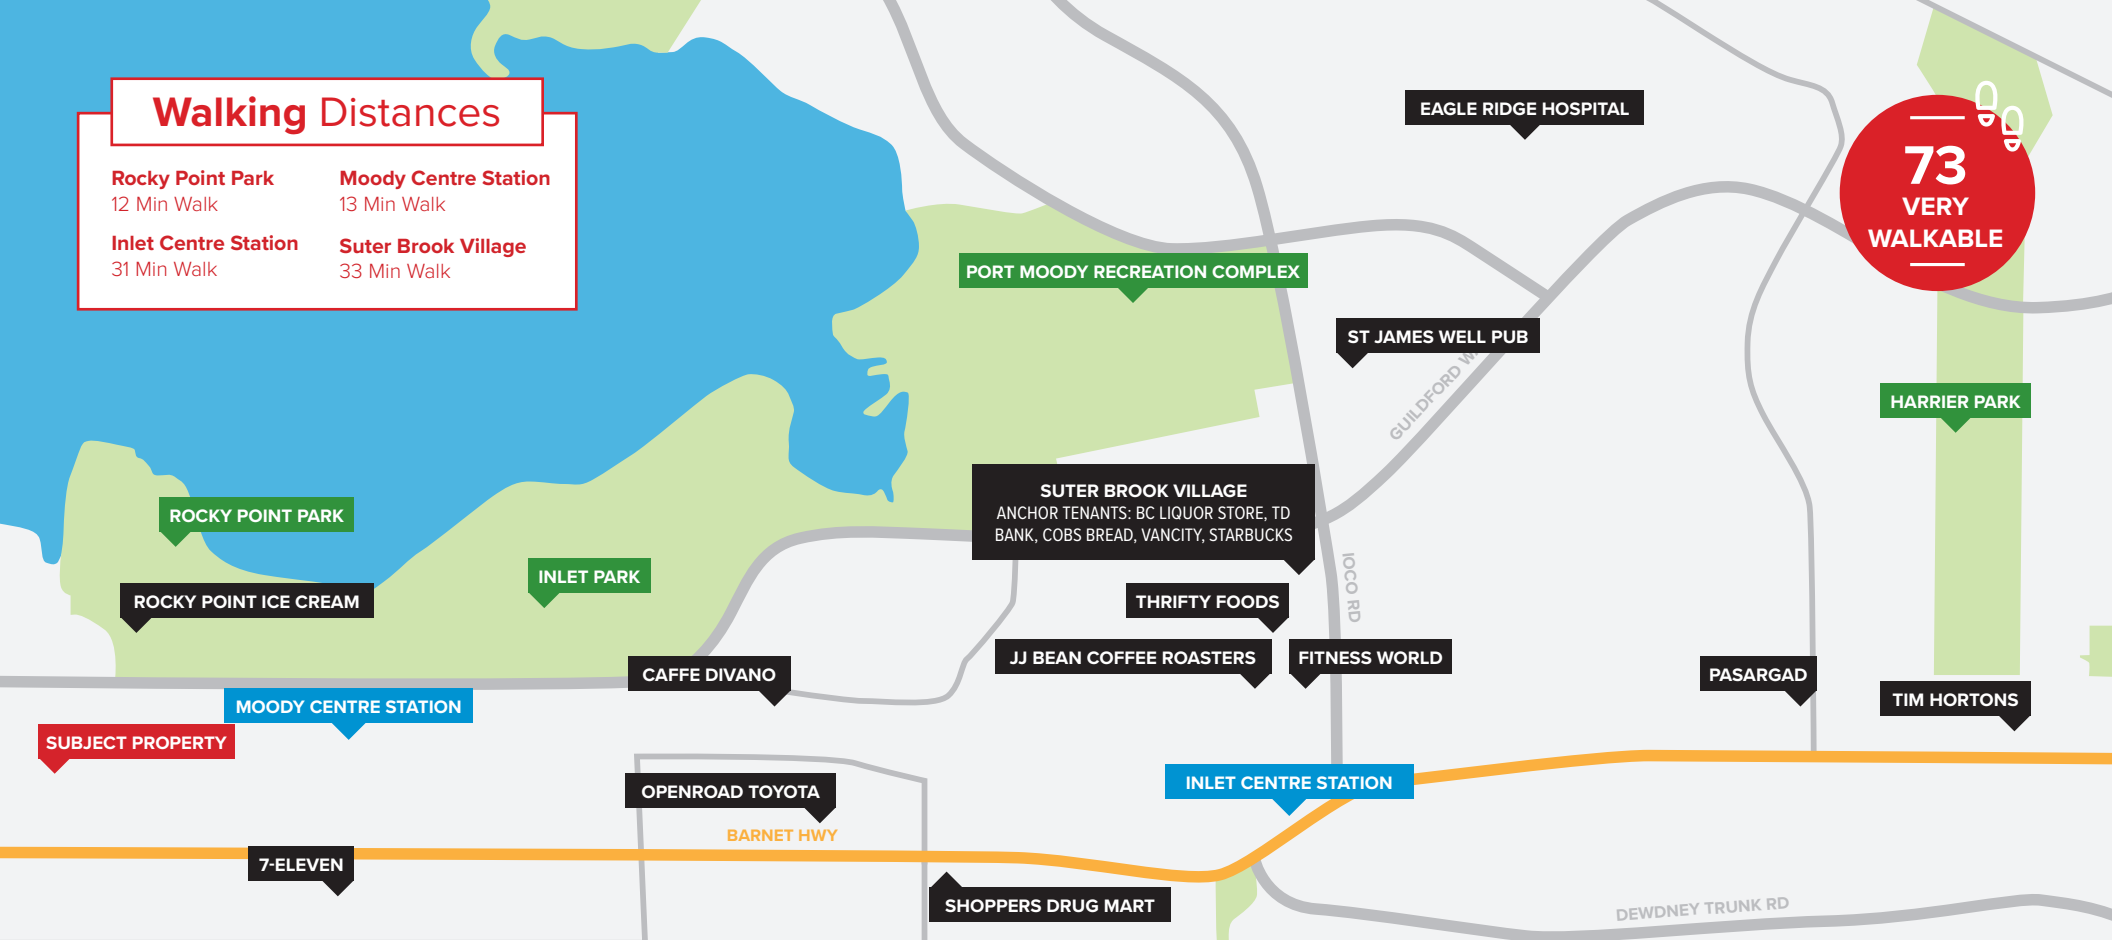 Walking Distances
Rocky Point Park
12 Min Walk
Moody Centre Station
13 Min Walk
Inlet Centre Station
31 Min Walk
Suter Brook Village
33 Min Walk
EAGLE RIDGE HOSPITAL
73
VERY
WALKABLE
PORT MOODY RECREATION COMPLEX
ST JAMES WELL PUB
GUILDFORD
HARRIER PARK
SUTER BROOK VILLAGE
ANCHOR TENANTS: BC LIQUOR STORE, TD
BANK, COBS BREAD, VANCITY, STARBUCKS
ROCKY POINT PARK
INLET PARK
IOCO RD
ROCKY POINT ICE CREAM
THRIFTY FOODS
JJ BEAN COFFEE ROASTERS
FITNESS WORLD
CAFFE DIVANO
PASARGAD
TIM HORTONS
MOODY CENTRE STATION
SUBJECT PROPERTY
INLET CENTRE STATION
OPENROAD TOYOTA
BARNET HWY
7-ELEVEN
SHOPPERS DRUG MART
DEWDNEY TRUNK RD